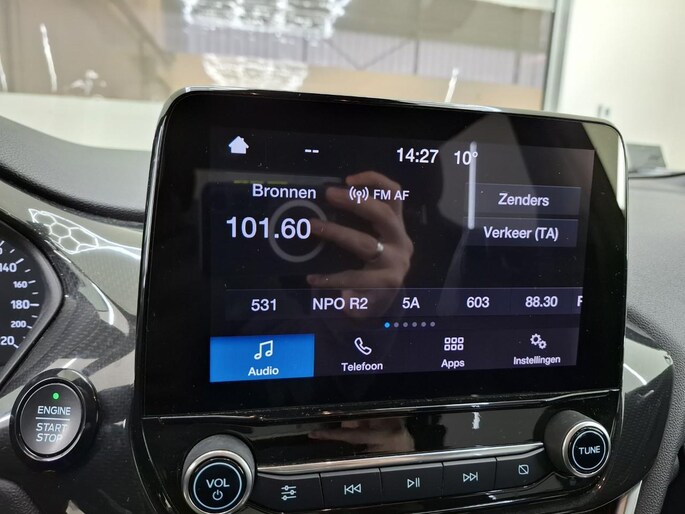 -- 14:27 10°
Bronnen FM AF Zenders
101.60 Verkeer (TA)
531 NPO R2 5A 603 88.30
Audio Telefoon Apps Instellingen
140
180
200
ENGINE
START
STOP
VOL
TUNE